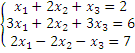 x₁ + 2x₂ + x₃ = 2
3x₁ + 2x₂ + 3x₃ = 6
2x₁ − 2x₂ − x₃ = 7